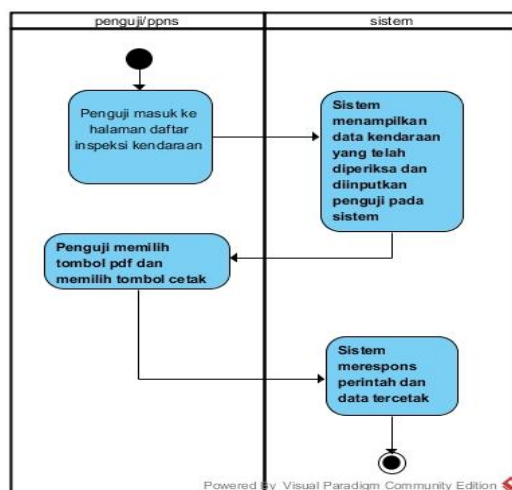 penguji/ppns
sistem
Penguji masuk ke
halaman daftar
inspeksi kendaraan
Sistem
menampilkan
data kendaraan
yang telah
diperiksa dan
diinputkan
penguji pada
sistem
Penguji memilih
tombol pdf dan
memilih tombol cetak
Sistem
merespons
perintah dan
data tercetak
Powered By Visual Paradigm Community Edition